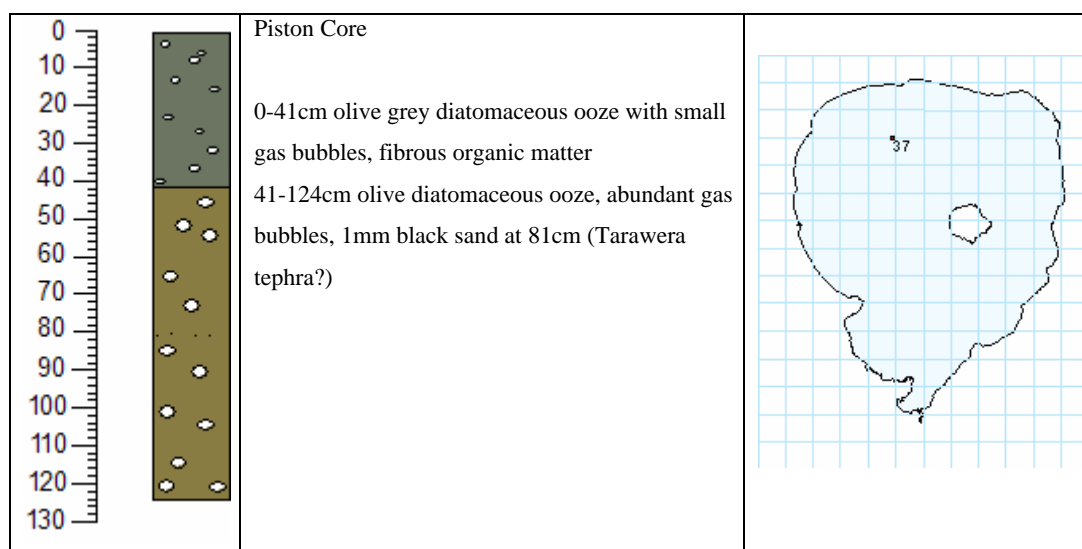 0
10
20
30
40
50
60
70
80
90
100
110
120
130
Piston Core
0-41cm olive grey diatomaceous ooze with small
gas bubbles, fibrous organic matter
41-124cm olive diatomaceous ooze, abundant gas
bubbles, 1mm black sand at 81cm (Tarawera
tephra?)
37